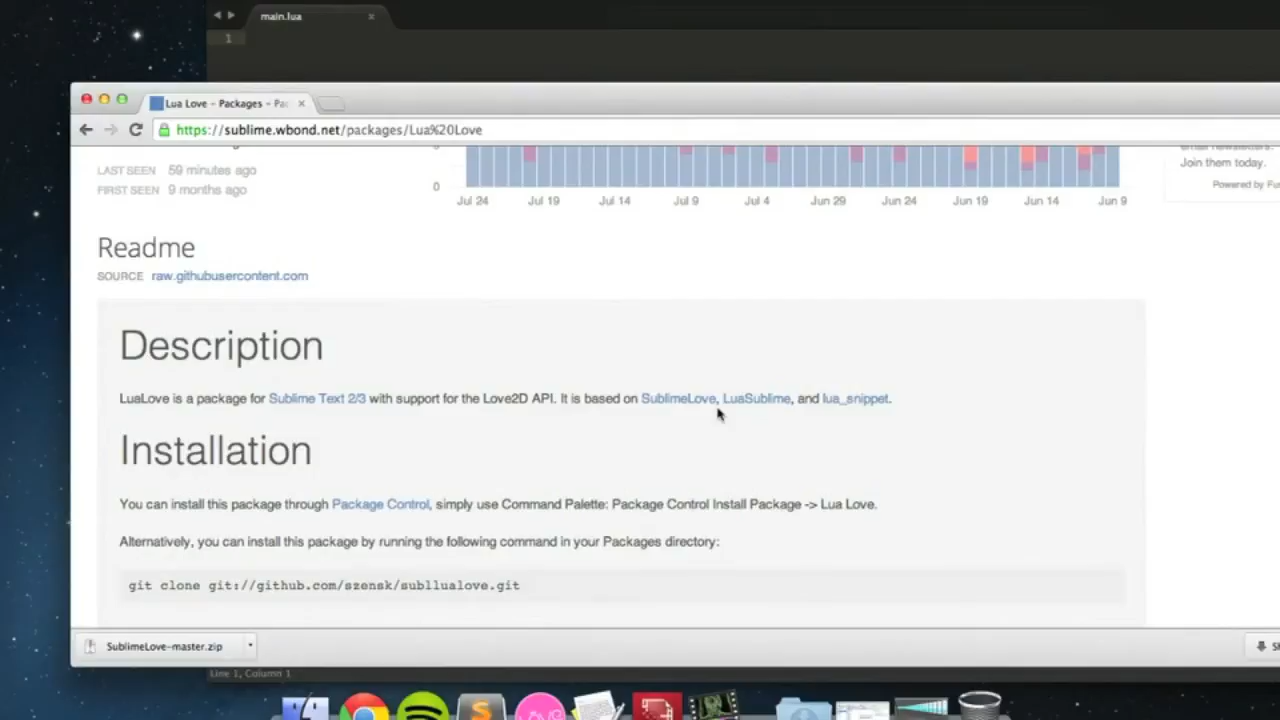 main.lua
1
Lua Love – Packages – Pac
https://sublime.wbond.net/packages/Lua%20Love
email newsletters.
LAST SEEN 59 minutes ago
Join them today.
FIRST SEEN 9 months ago
0
Powered by Fu
Jul 24 Jul 19 Jul 14 Jul 9 Jul 4 Jun 29 Jun 24 Jun 19 Jun 14 Jun 9
Readme
SOURCE raw.githubusercontent.com
Description
LuaLove is a package for Sublime Text 2/3 with support for the Love2D API. It is based on SublimeLove, LuaSublime, and lua_snippet.
Installation
You can install this package through Package Control, simply use Command Palette: Package Control Install Package -> Lua Love.
Alternatively, you can install this package by running the following command in your Packages directory:
git clone git://github.com/szensk/subllualove.git
SublimeLove-master.zip
Line 1, Column 1